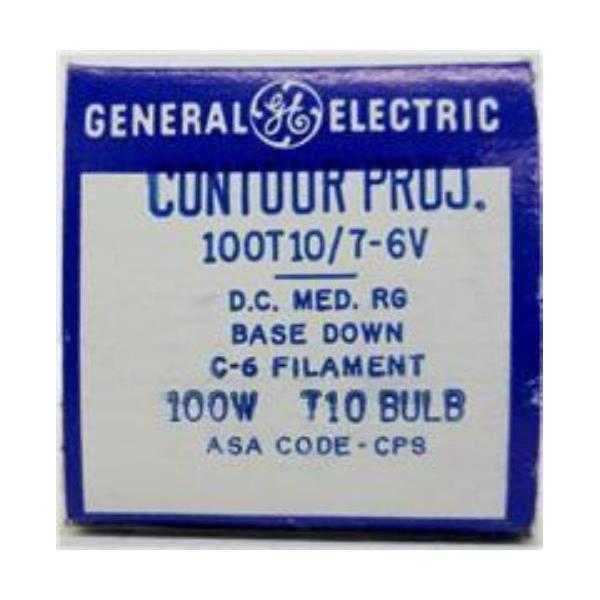 GENERAL GE ELECTRIC
CONTOUR PROJ.
100T10/7-6V
D.C. MED. RG
BASE DOWN
C-6 FILAMENT
100W T10 BULB
ASA CODE-CPS